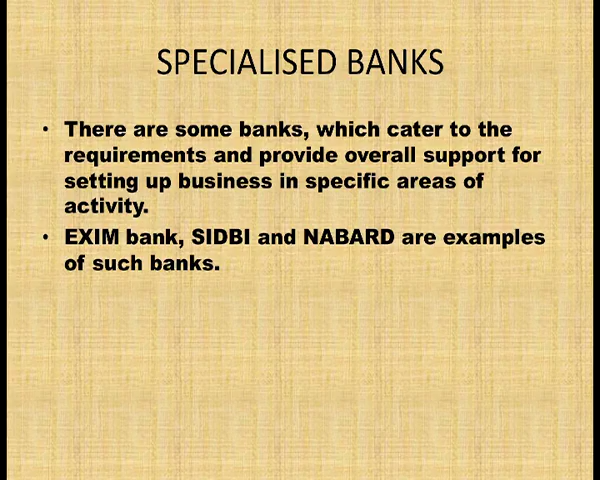 SPECIALISED BANKS
• There are some banks, which cater to the
requirements and provide overall support for
setting up business in specific areas of
activity.
• EXIM bank, SIDBI and NABARD are examples
of such banks.